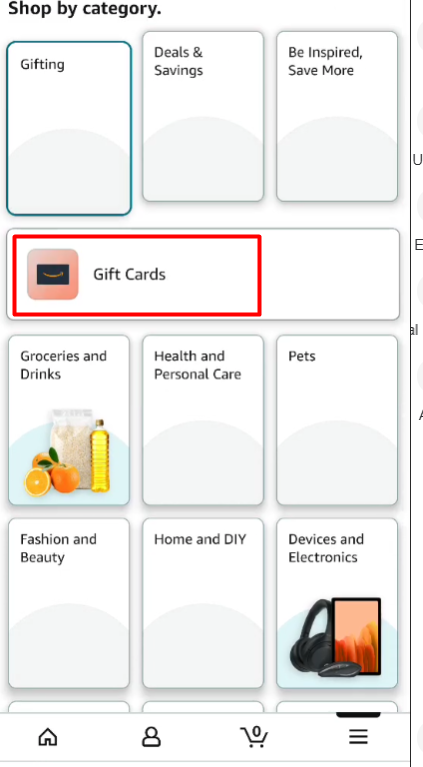 Shop by category.
Gifting
Deals &
Savings
Be Inspired,
Save More
Gift Cards
Groceries and
Drinks
Health and
Personal Care
Pets
Fashion and
Beauty
Home and DIY
Devices and
Electronics
0
U
E
al
A